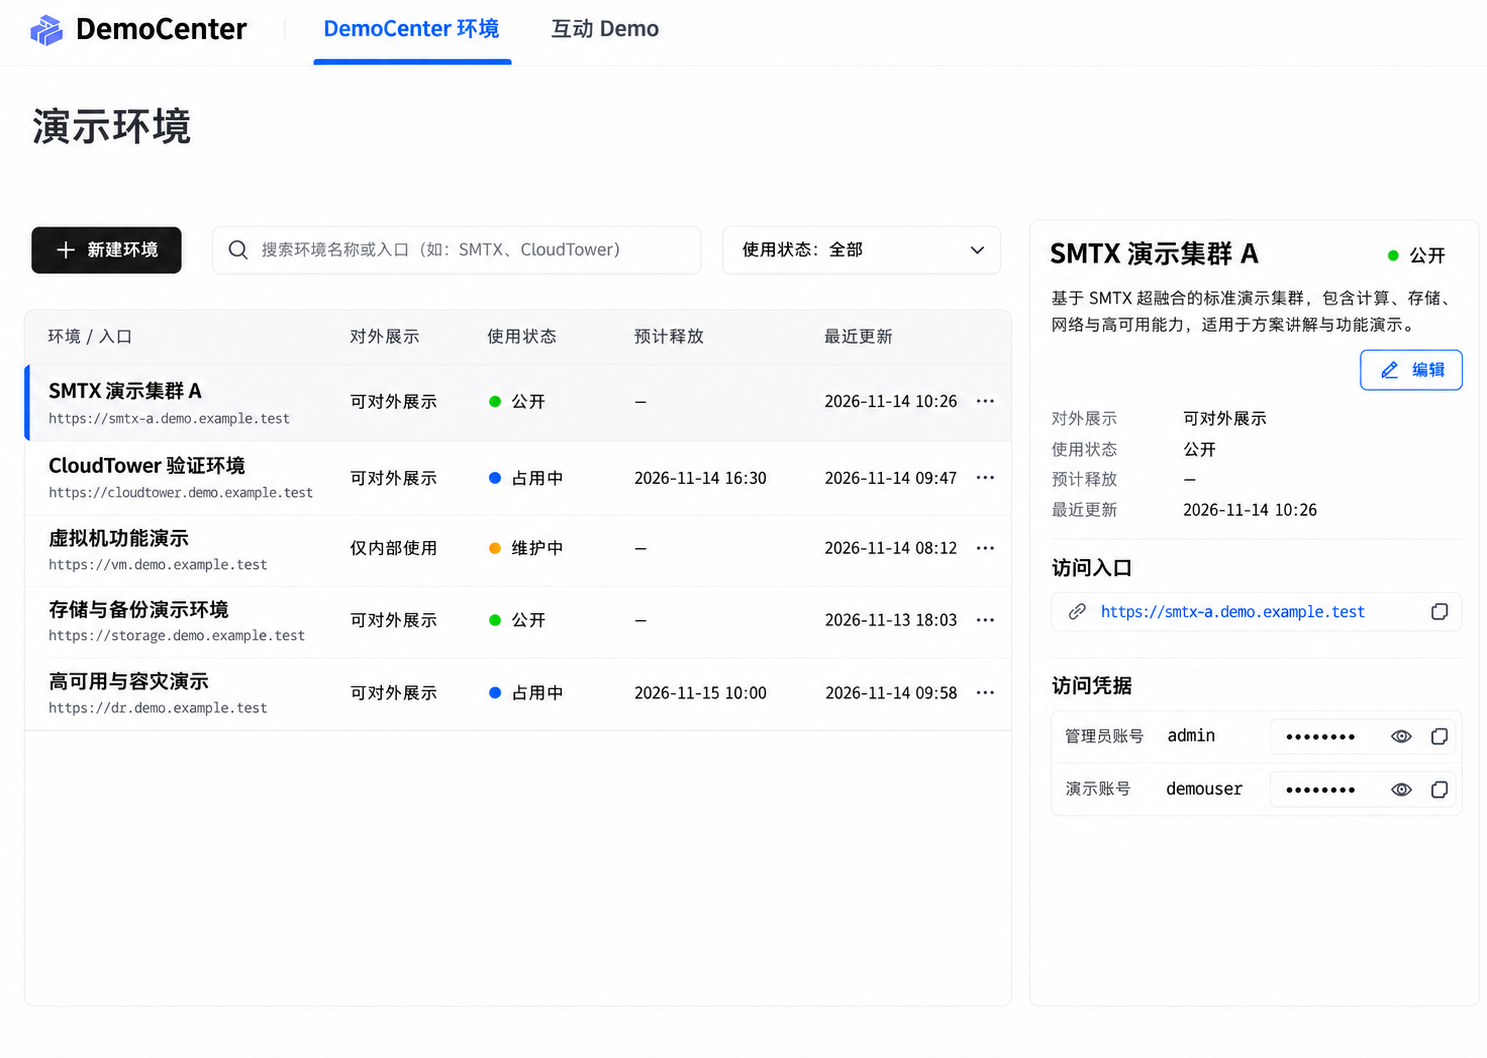 DemoCenter
DemoCenter 环境
互动 Demo
演示环境
新建环境
搜索环境名称或入口（如：SMTX、CloudTower）
使用状态：全部
环境 / 入口
对外展示
使用状态
预计释放
最近更新
SMTX 演示集群 A
https://smtx-a.demo.example.test
可对外展示
公开
—
2026-11-14 10:26
CloudTower 验证环境
https://cloudtower.demo.example.test
可对外展示
占用中
2026-11-14 16:30
2026-11-14 09:47
虚拟机功能演示
https://vm.demo.example.test
仅内部使用
维护中
—
2026-11-14 08:12
存储与备份演示环境
https://storage.demo.example.test
可对外展示
公开
—
2026-11-13 18:03
高可用与容灾演示
https://dr.demo.example.test
可对外展示
占用中
2026-11-15 10:00
2026-11-14 09:58
SMTX 演示集群 A
公开
基于 SMTX 超融合的标准演示集群，包含计算、存储、
网络与高可用能力，适用于方案讲解与功能演示。
编辑
对外展示
可对外展示
使用状态
公开
预计释放
—
最近更新
2026-11-14 10:26
访问入口
https://smtx-a.demo.example.test
访问凭据
管理员账号
admin
••••••••
演示账号
demouser
••••••••